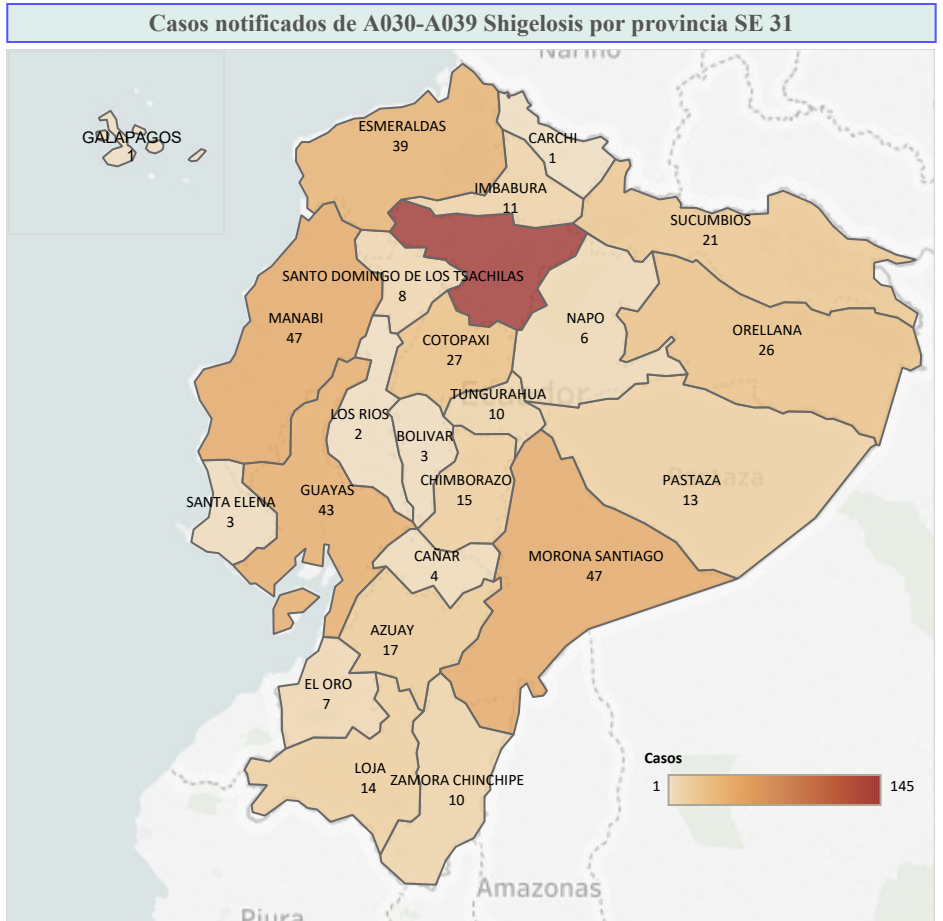 Casos notificados de A030-A039 Shigelosis por provincia SE 31
Nariño
GALAPAGOS
1
ESMERALDAS
39
CARCHI
1
IMBABURA
11
SUCUMBIOS
21
SANTO DOMINGO DE LOS TSACHILAS
8
MANABI
47
COTOPAXI
27
NAPO
6
ORELLANA
26
Ecuador
TUNGURAHUA
10
LOS RIOS
2
BOLIVAR
3
CHIMBORAZO
15
Pastaza
PASTAZA
13
SANTA ELENA
3
GUAYAS
43
CAÑAR
4
MORONA SANTIAGO
47
AZUAY
17
EL ORO
7
LOJA
14
ZAMORA CHINCHIPE
10
Casos
1
145
Amazonas
Piura